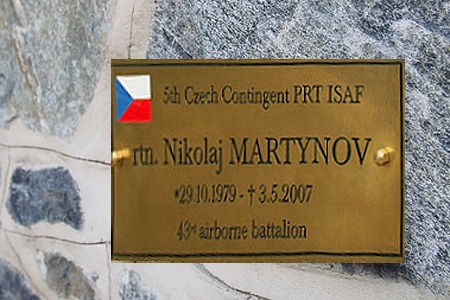 5th Czech Contingent PRT ISAF
rtn. Nikolaj MARTYNOV
*29.10.1979 - † 3.5.2007
43rd airborne battalion